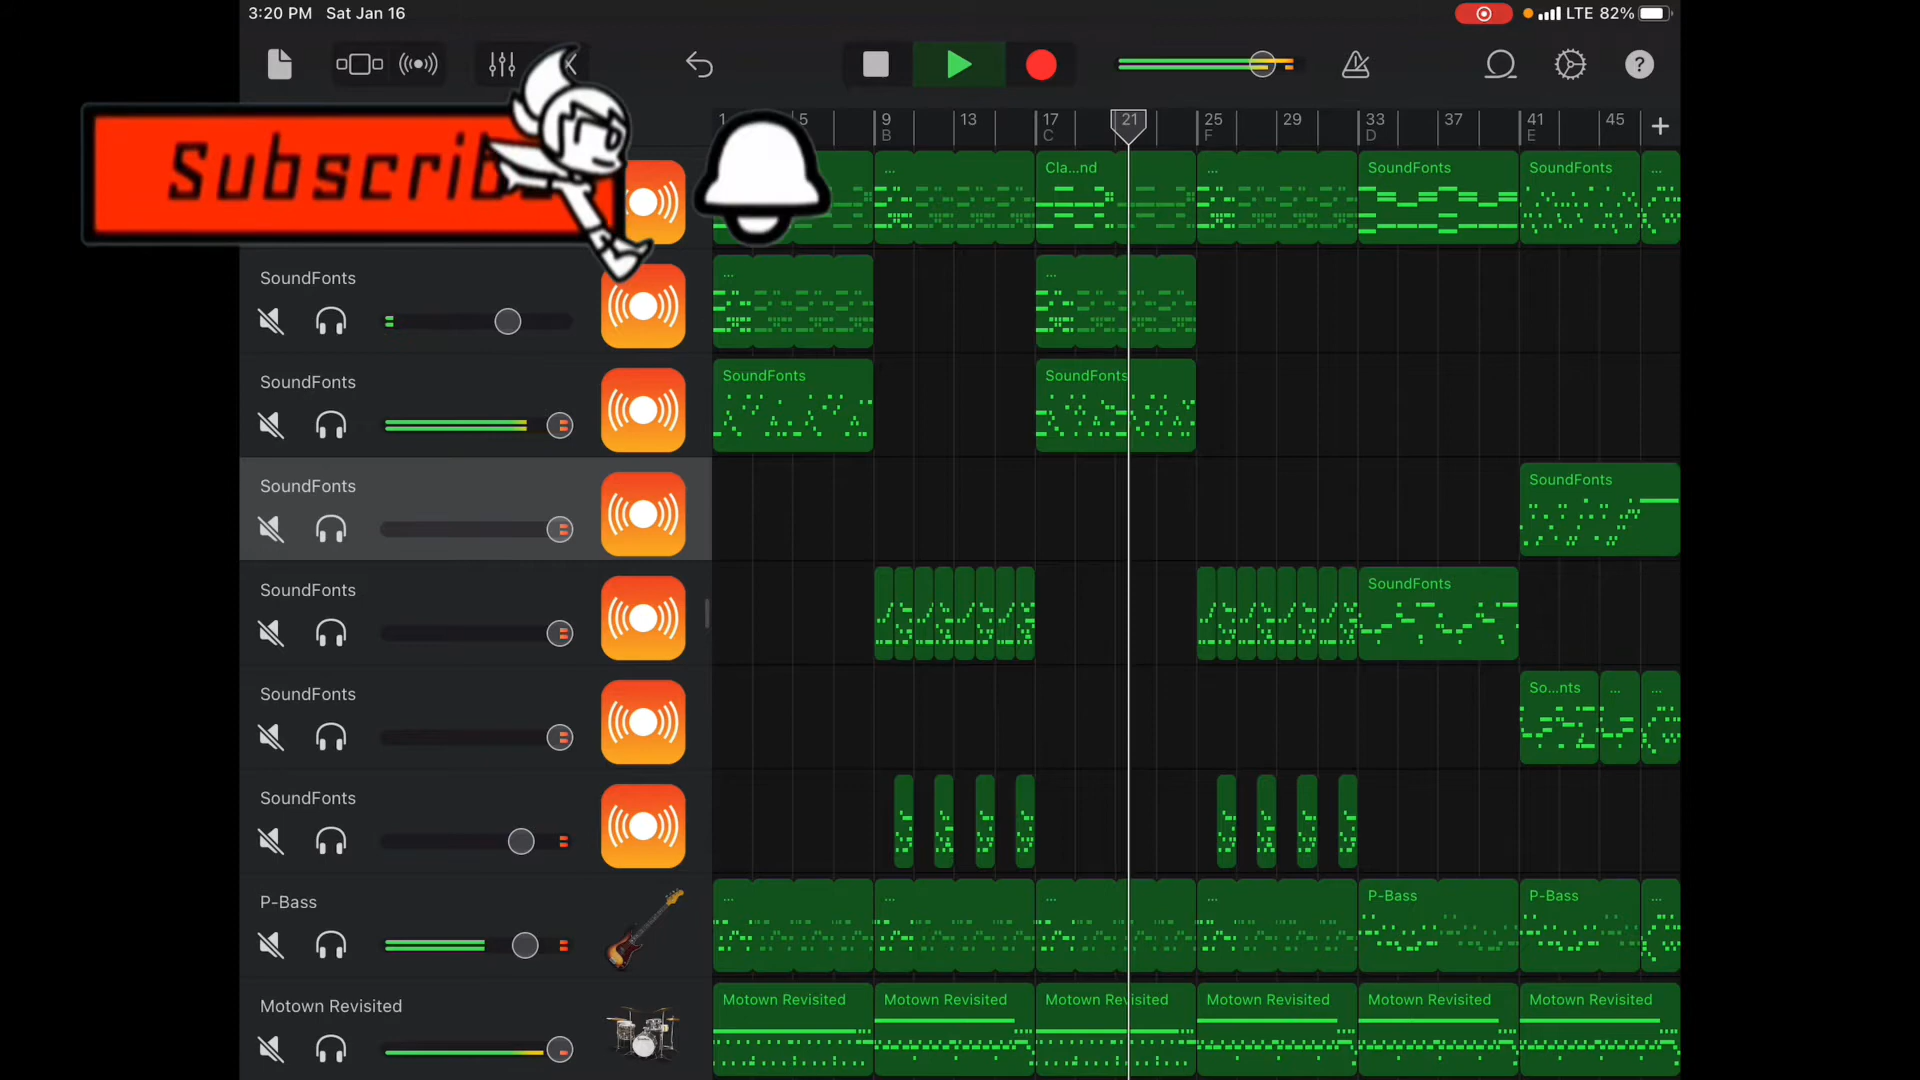 3:20 PM Sat Jan 16
LTE 82%
?
1 5 9 13 17 21 25 29 33 37 41 45 +
B C F D E
Subscrib
... Cla...nd ... SoundFonts SoundFonts ...
SoundFonts
... ...
SoundFonts
SoundFonts SoundFonts
SoundFonts
SoundFonts
SoundFonts
SoundFonts
SoundFonts
So...nts ... ...
SoundFonts
P-Bass
... ... ... ... P-Bass P-Bass ...
Motown Revisited
Motown Revisited Motown Revisited Motown Revisited Motown Revisited Motown Revisited Motown Revisited